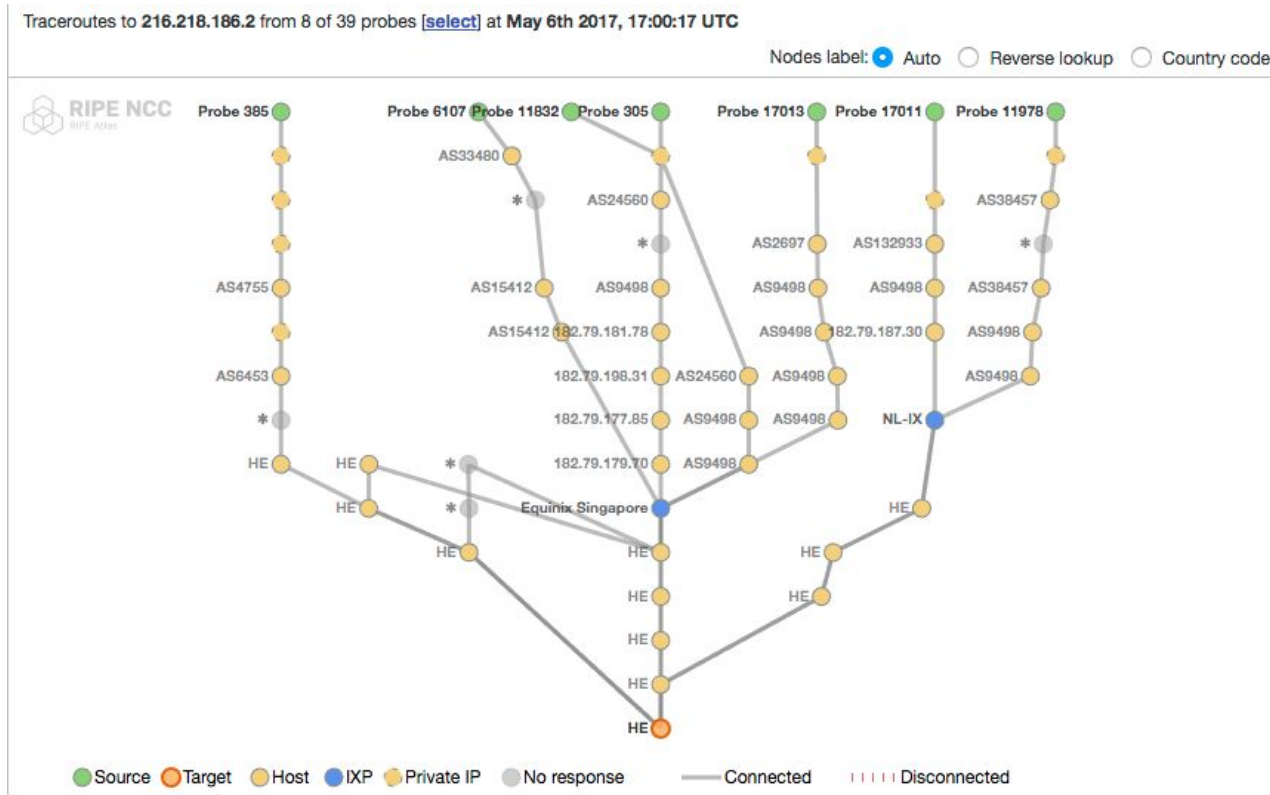 Traceroutes to 216.218.186.2 from 8 of 39 probes [select] at May 6th 2017, 17:00:17 UTC
Nodes label: Auto Reverse lookup Country code
RIPE NCC
RIPE Atlas
Probe 385 Probe 6107 Probe 11832 Probe 305 Probe 17013 Probe 17011 Probe 11978
AS33480
* AS24560 AS38457
* AS2697 AS132933 *
AS4755 AS15412 AS9498 AS9498 AS9498 AS38457
AS15412 182.79.181.78 AS9498 182.79.187.30 AS9498
AS6453 182.79.198.31 AS24560 AS9498 AS9498
* 182.79.177.85 AS9498 AS9498 NL-IX
HE HE * 182.79.179.70 AS9498
HE * Equinix Singapore HE
HE HE HE
HE HE
HE
HE
HE
Source Target Host IXP Private IP No response Connected Disconnected